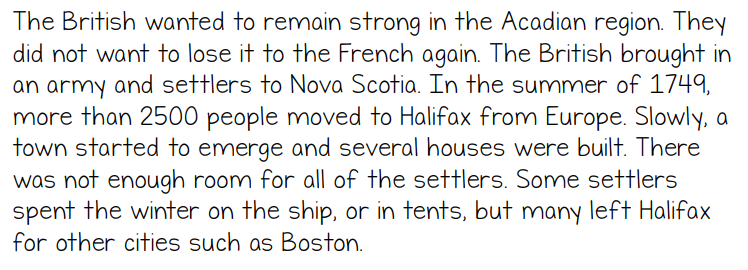 The British wanted to remain strong in the Acadian region. They
did not want to lose it to the French again. The British brought in
an army and settlers to Nova Scotia. In the summer of 1749,
more than 2500 people moved to Halifax from Europe. Slowly, a
town started to emerge and several houses were built. There
was not enough room for all of the settlers. Some settlers
spent the winter on the ship, or in tents, but many left Halifax
for other cities such as Boston.